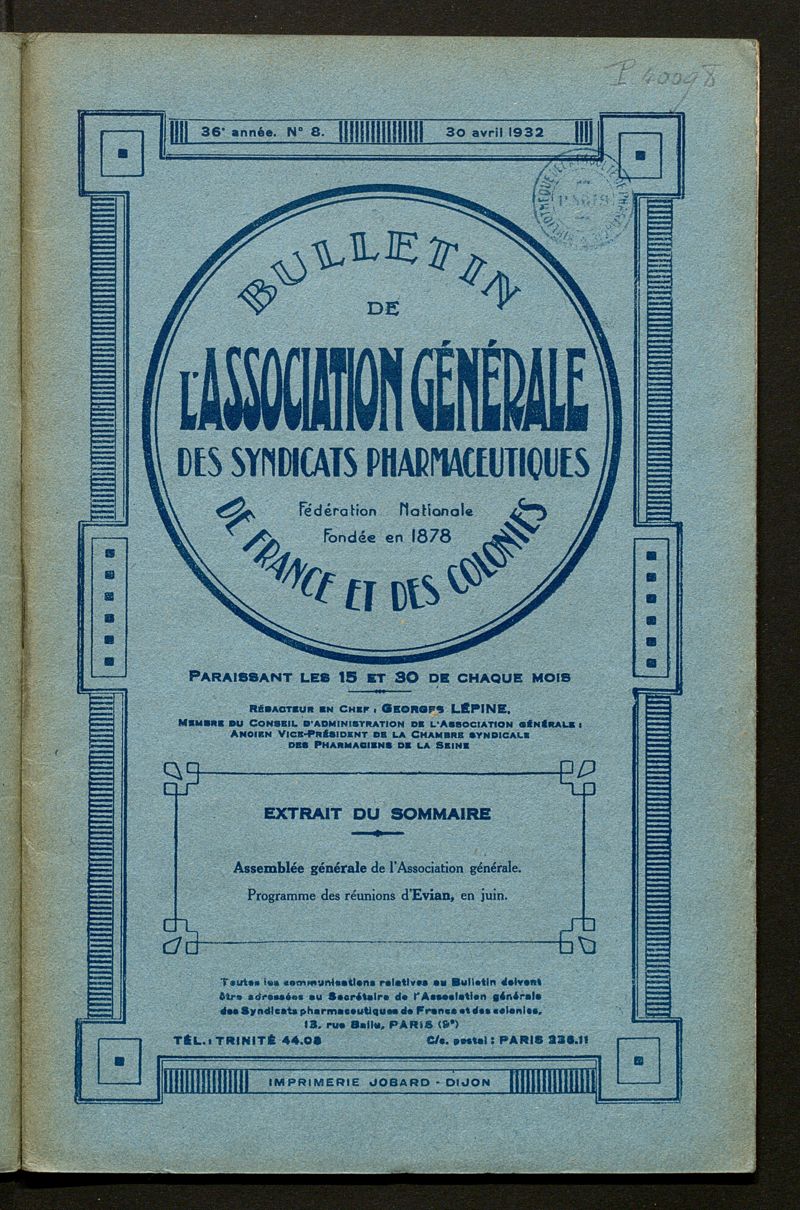 P. 40098
36e année. N° 8. 30 avril 1932
BULLETIN
DE
L'ASSOCIATION GÉNÉRALE
DES SYNDICATS PHARMACEUTIQUES
Fédération Nationale
Fondée en 1878
DE FRANCE ET DES COLONIES
PARAISSANT LES 15 ET 30 DE CHAQUE MOIS
RÉDACTEUR EN CHEF : GEORGES LÉPINE,
MEMBRE DU CONSEIL D'ADMINISTRATION DE L'ASSOCIATION GÉNÉRALE :
ANCIEN VICE-PRÉSIDENT DE LA CHAMBRE SYNDICALE
DES PHARMACIENS DE LA SEINE
EXTRAIT DU SOMMAIRE
Assemblée générale de l'Association générale.
Programme des réunions d'Evian, en juin.
Toutes les communications relatives au Bulletin doivent
être adressées au Secrétaire de l'Association générale
des Syndicats pharmaceutiques de France et des colonies,
13, rue Ballu, PARIS (9e)
TÉL. : TRINITÉ 44.08 C/c. postal : PARIS 236.11
IMPRIMERIE JOBARD - DIJON